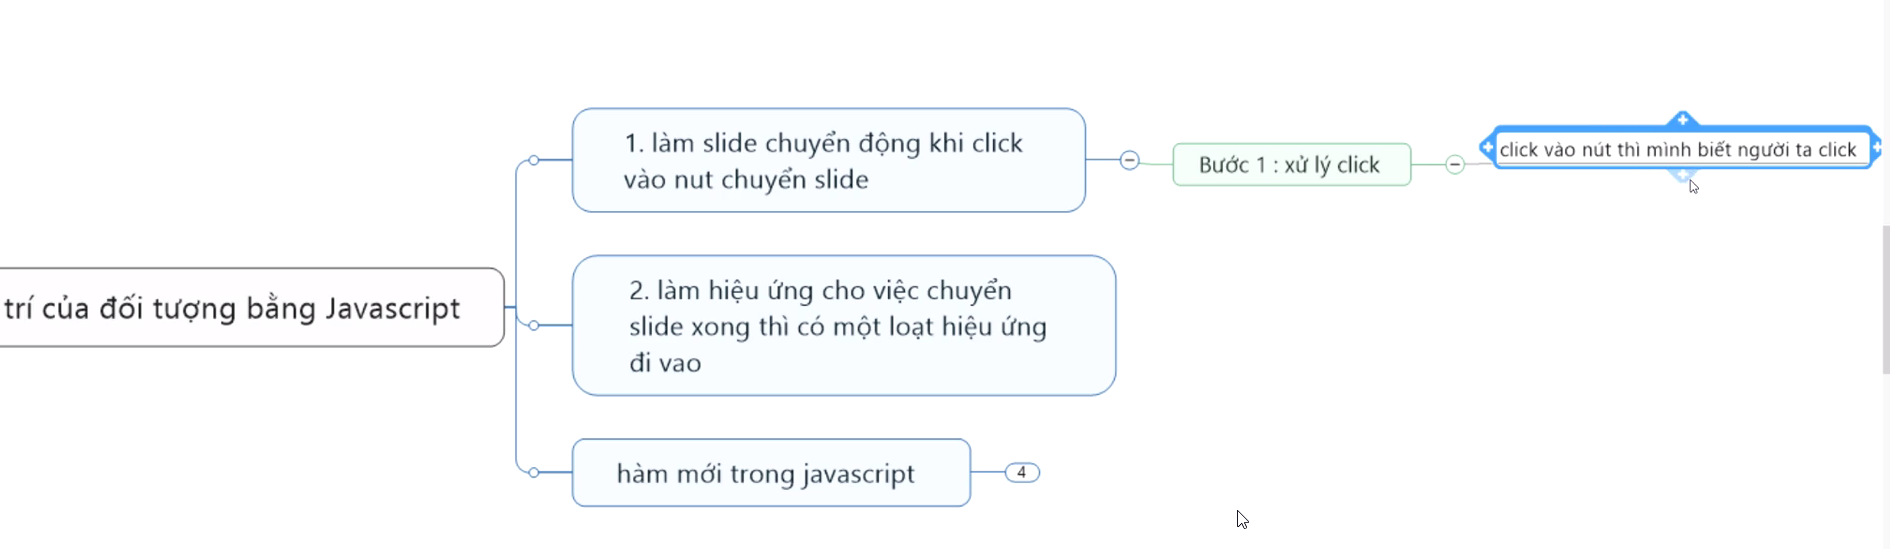 trí của đối tượng bằng Javascript
1. làm slide chuyển động khi click
vào nut chuyển slide
Bước 1 : xử lý click
click vào nút thì mình biết người ta click
2. làm hiệu ứng cho việc chuyển
slide xong thì có một loạt hiệu ứng
đi vao
hàm mới trong javascript
4